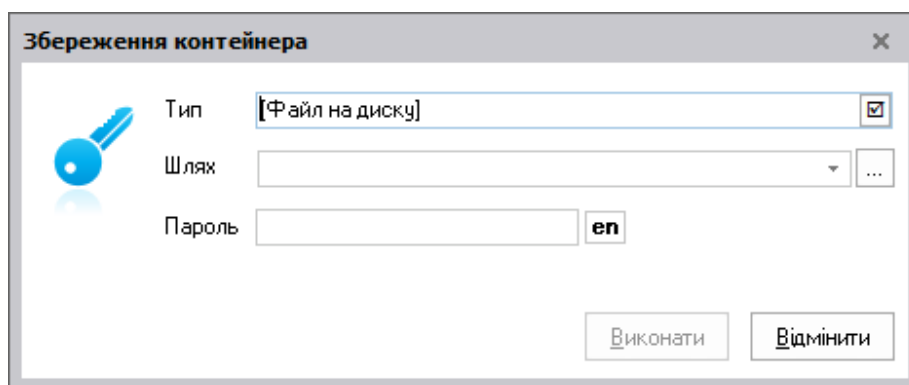 Збереження контейнера
Тип [Файл на диску]
Шлях ...
Пароль en
Виконати Відмінити